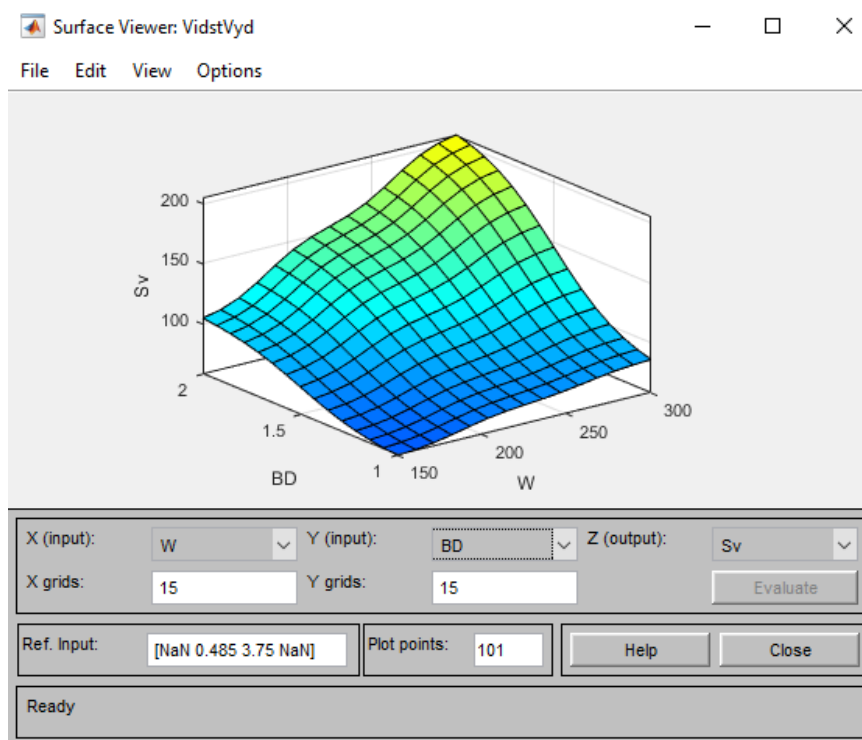 Surface Viewer: VidstVyd
File Edit View Options
200
150
100
Sv
2
1.5
1
BD
150
200
250
300
W
X (input): W Y (input): BD Z (output): Sv
X grids: 15 Y grids: 15 Evaluate
Ref. Input: [NaN 0.485 3.75 NaN] Plot points: 101 Help Close
Ready